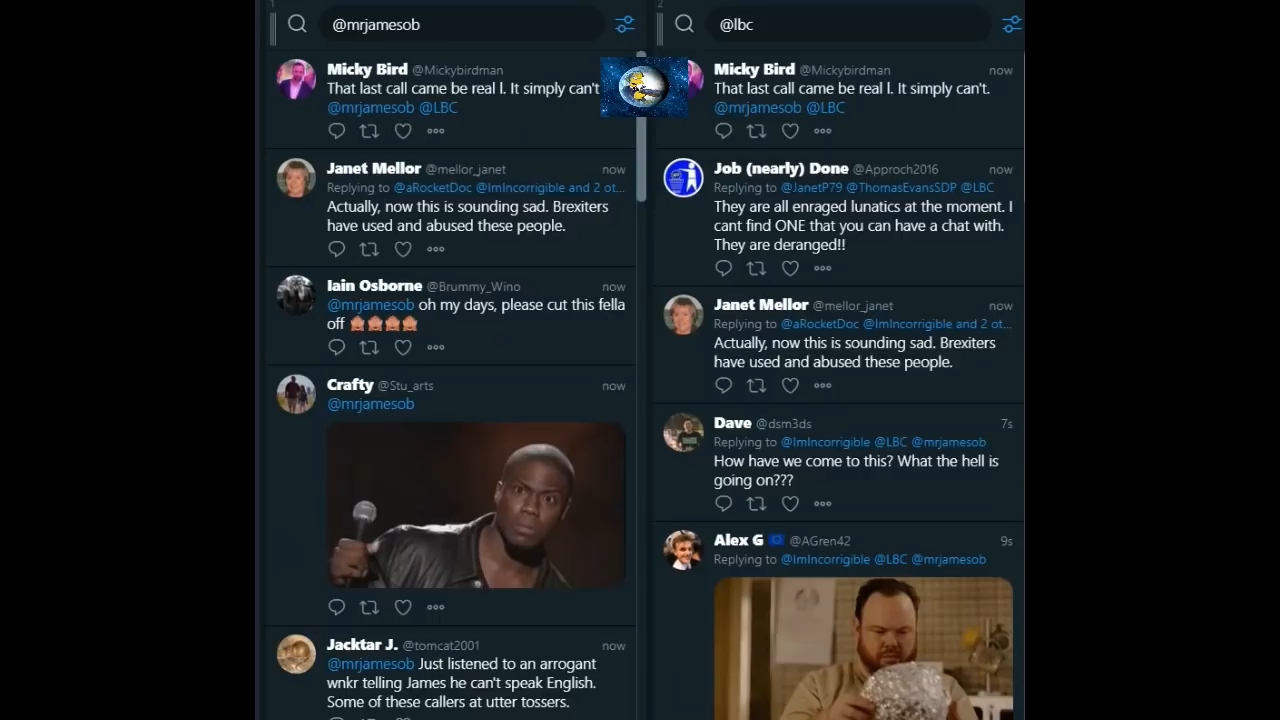 1
@mrjamesob
Micky Bird @Mickybirdman
That last call came be real l. It simply can't
@mrjamesob @LBC
Janet Mellor @mellor_janet now
Replying to @aRocketDoc @ImIncorrigible and 2 ot...
Actually, now this is sounding sad. Brexiters
have used and abused these people.
Iain Osborne @Brummy_Wino now
@mrjamesob oh my days, please cut this fella
off 🙈🙈🙈🙈
Crafty @Stu_arts now
@mrjamesob
Jacktar J. @tomcat2001 now
@mrjamesob Just listened to an arrogant
wnkr telling James he can't speak English.
Some of these callers at utter tossers.
2
@lbc
Micky Bird @Mickybirdman now
That last call came be real l. It simply can't.
@mrjamesob @LBC
Job (nearly) Done @Approch2016 now
Replying to @JanetP79 @ThomasEvansSDP @LBC
They are all enraged lunatics at the moment. I
cant find ONE that you can have a chat with.
They are deranged!!
Janet Mellor @mellor_janet now
Replying to @aRocketDoc @ImIncorrigible and 2 ot...
Actually, now this is sounding sad. Brexiters
have used and abused these people.
Dave @dsm3ds 7s
Replying to @ImIncorrigible @LBC @mrjamesob
How have we come to this? What the hell is
going on???
Alex G 🇪🇺 @AGren42 9s
Replying to @ImIncorrigible @LBC @mrjamesob